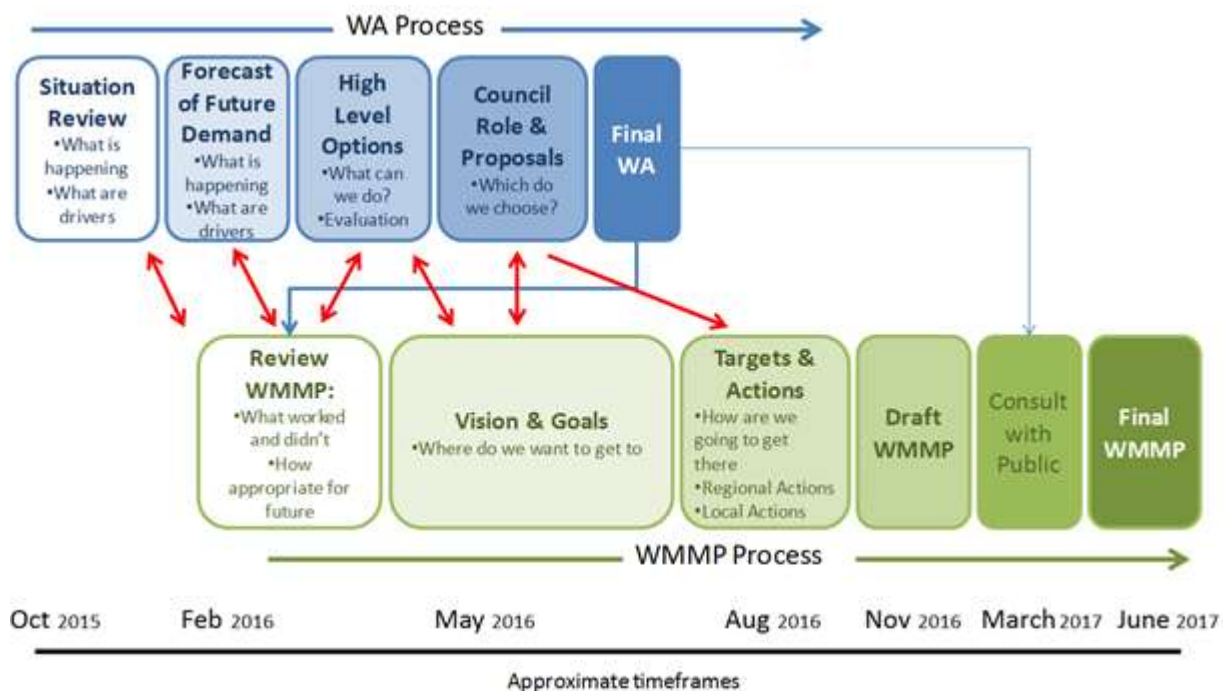 WA Process
Situation
Review
•What is
happening
•What are
drivers
Forecast
of Future
Demand
•What is
happening
•What are
drivers
High
Level
Options
•What can
we do?
•Evaluation
Council
Role &
Proposals
•Which do
we choose?
Final
WA
Review
WMMP:
•What worked
and didn't
•How
appropriate for
future
Vision & Goals
•Where do we want to get to
Targets &
Actions
•How are we
going to get
there
•Regional Actions
•Local Actions
Draft
WMMP
Consult
with
Public
Final
WMMP
WMMP Process
Oct 2015 Feb 2016 May 2016 Aug 2016 Nov 2016 March 2017 June 2017
Approximate timeframes